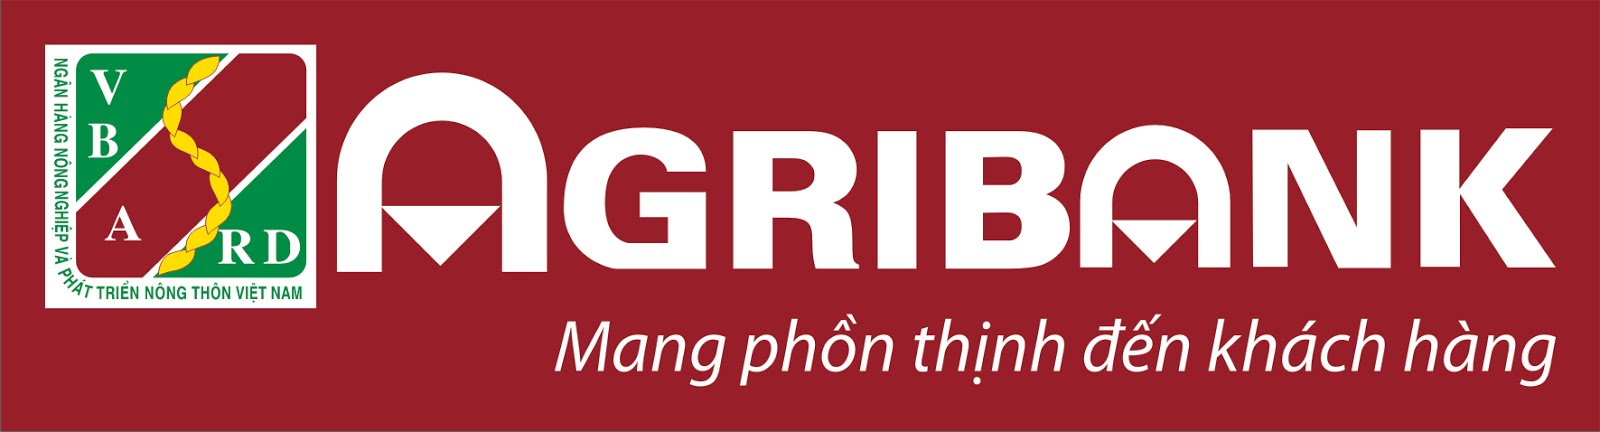 V
B
A
RD
NGÂN HÀNG NÔNG NGHIỆP VÀ PHÁT TRIỂN NÔNG THÔN VIỆT NAM
AGRIBANK
Mang phồn thịnh đến khách hàng